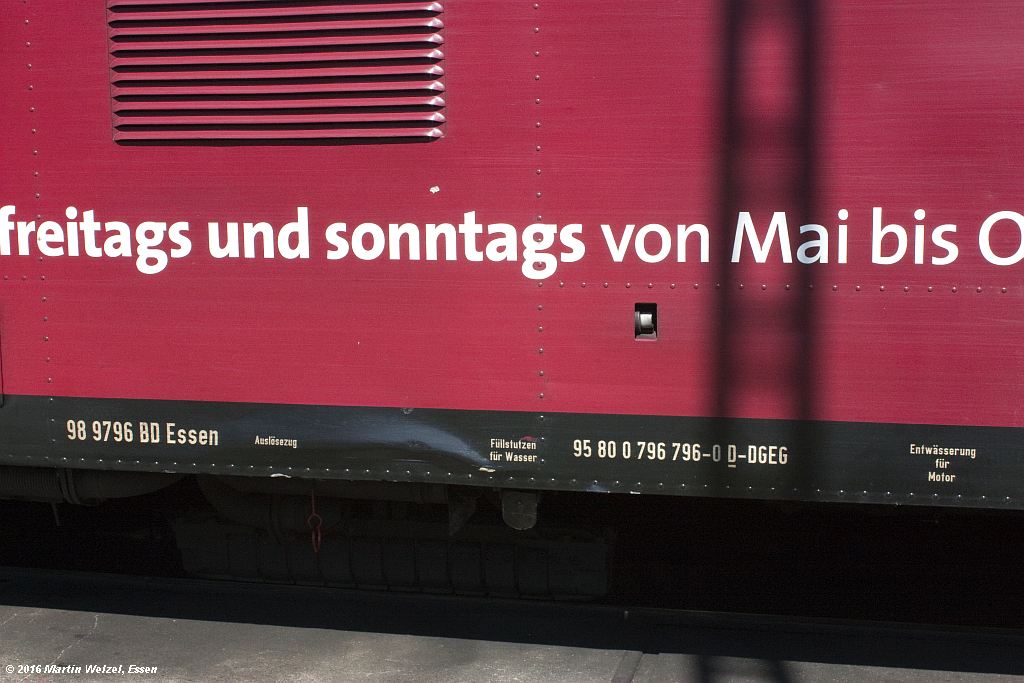 freitags und sonntags von Mai bis O
98 9796 BD Essen
Auslösezug
Füllstutzen
für Wasser
95 80 0 796 796-0 D-DGEG
Entwässerung
für
Motor
© 2016 Martin Welzel, Essen